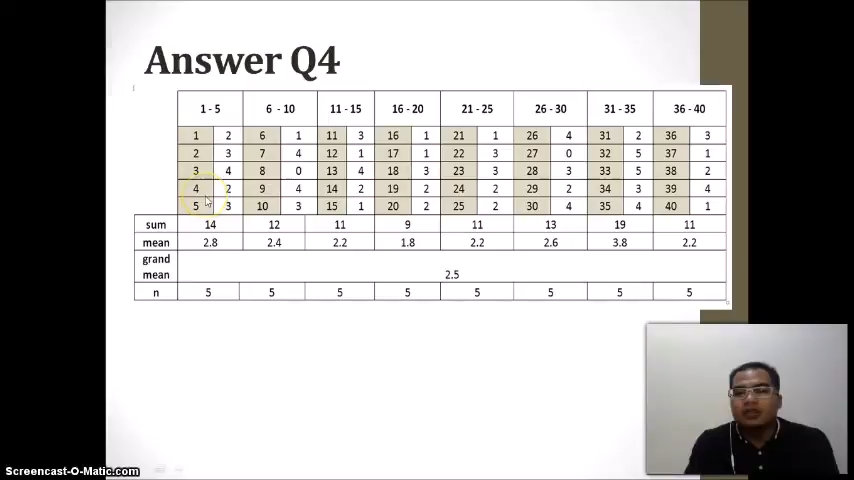 Answer Q4
1 - 5 6 - 10 11 - 15 16 - 20 21 - 25 26 - 30 31 - 35 36 - 40
1 2 6 1 11 3 16 1 21 1 26 4 31 2 36 3
2 3 7 4 12 1 17 1 22 3 27 0 32 5 37 1
3 4 8 0 13 4 18 3 23 3 28 3 33 5 38 2
4 2 9 4 14 2 19 2 24 2 29 2 34 3 39 4
5 3 10 3 15 1 20 2 25 2 30 4 35 4 40 1
sum 14 12 11 9 11 13 19 11
mean 2.8 2.4 2.2 1.8 2.2 2.6 3.8 2.2
grand
mean 2.5
n 5 5 5 5 5 5 5 5
Screencast-O-Matic.com